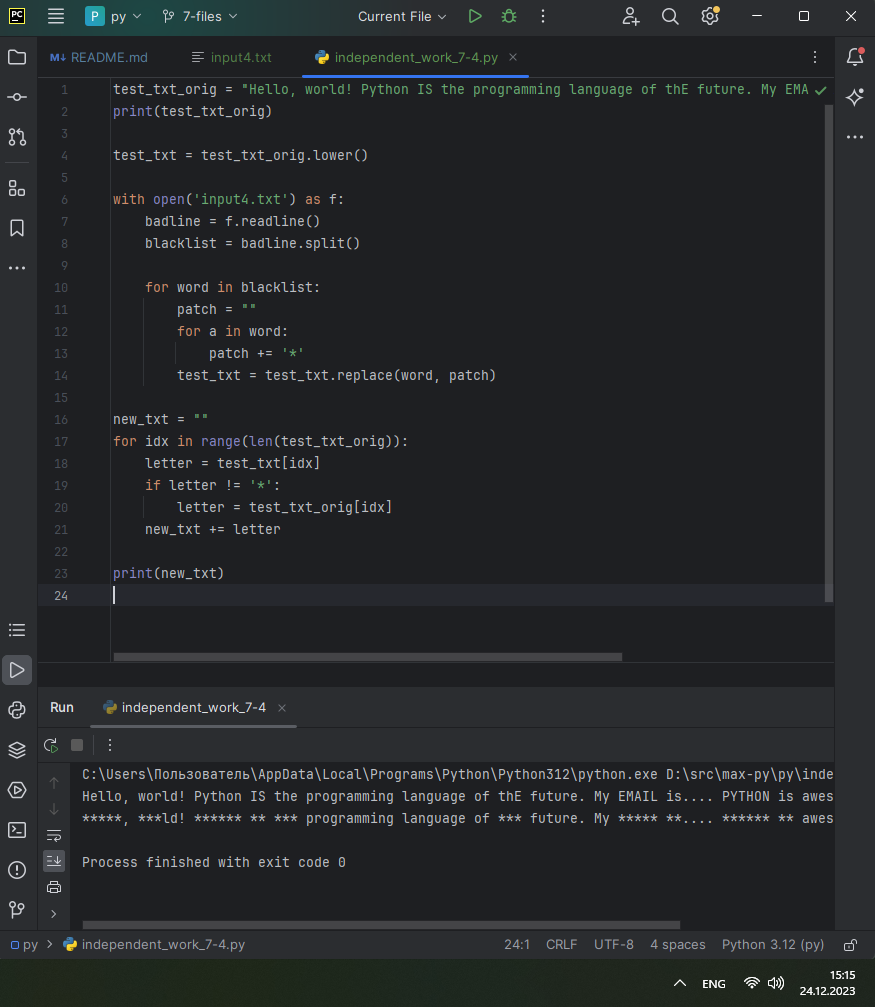 PC
P py 7-files Current File
README.md input4.txt independent_work_7-4.py
1 test_txt_orig = "Hello, world! Python IS the programming language of thE future. My EMA
2 print(test_txt_orig)
3
4 test_txt = test_txt_orig.lower()
5
6 with open('input4.txt') as f:
7 badline = f.readline()
8 blacklist = badline.split()
9
10 for word in blacklist:
11 patch = ""
12 for a in word:
13 patch += '*'
14 test_txt = test_txt.replace(word, patch)
15
16 new_txt = ""
17 for idx in range(len(test_txt_orig)):
18 letter = test_txt[idx]
19 if letter != '*':
20 letter = test_txt_orig[idx]
21 new_txt += letter
22
23 print(new_txt)
24
Run independent_work_7-4
C:\Users\Пользователь\AppData\Local\Programs\Python\Python312\python.exe D:\src\max-py\py\inde
Hello, world! Python IS the programming language of thE future. My EMAIL is.... PYTHON is awes
*****, ***ld! ****** ** *** programming language of *** future. My ***** **.... ****** ** awes
Process finished with exit code 0
py > independent_work_7-4.py 24:1 CRLF UTF-8 4 spaces Python 3.12 (py)
ENG 15:15
24.12.2023